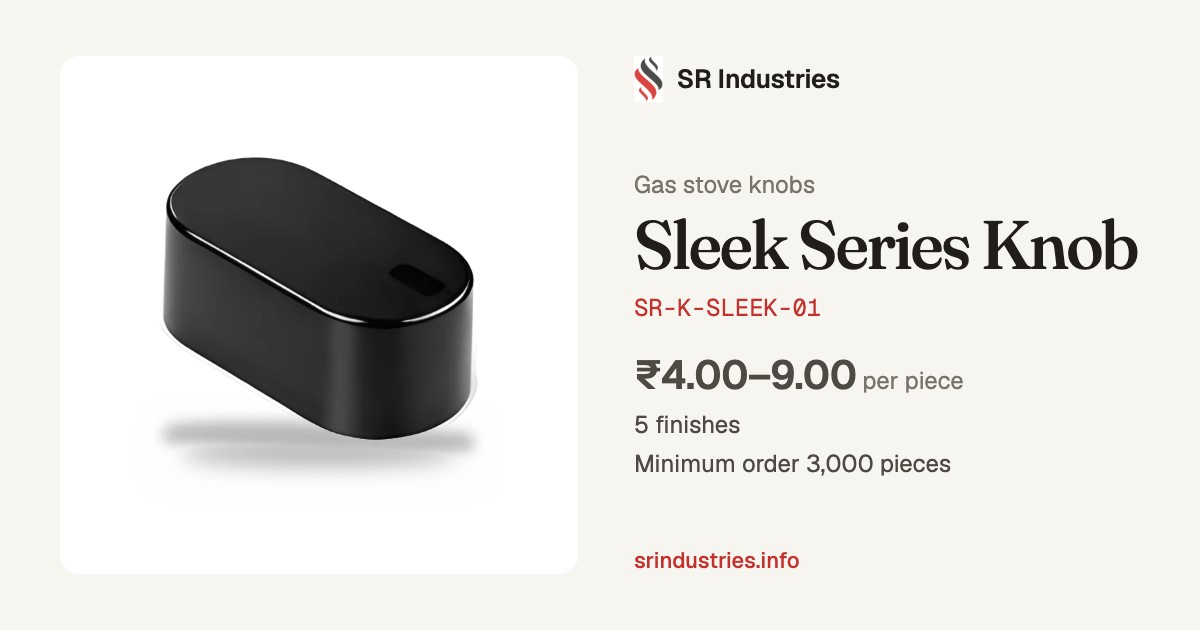 SR Industries
Gas stove knobs
Sleek Series Knob
SR-K-SLEEK-01
₹4.00–9.00 per piece
5 finishes
Minimum order 3,000 pieces
srindustries.info